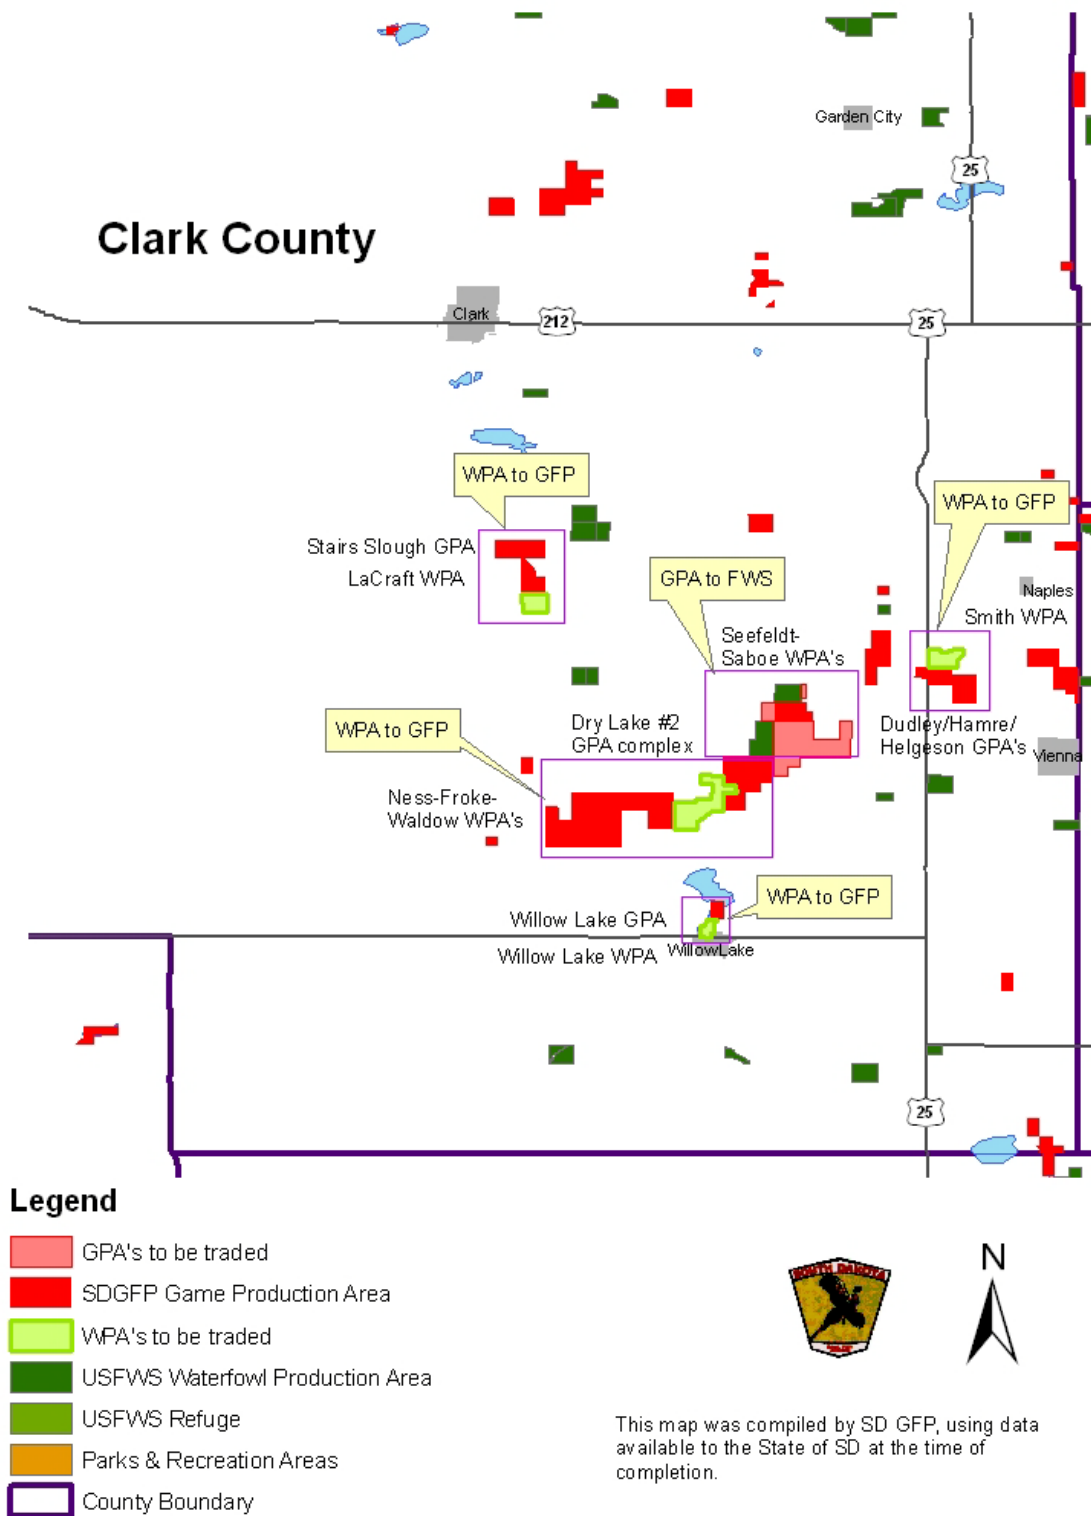 Garden City
25
Clark County
Clark
212
25
WPA to GFP
WPA to GFP
Stairs Slough GPA
LaCraft WPA
GPA to FWS
Naples
Smith WPA
Seefeldt-
Saboe WPA's
WPA to GFP
Dry Lake #2
GPA complex
Dudley/Hamre/
Helgeson GPA's
Vienna
Ness-Froke-
Waldow WPA's
WPA to GFP
Willow Lake GPA
Willow Lake WPA
WillowLake
25
Legend
GPA's to be traded
SDGFP Game Production Area
WPA's to be traded
USFWS Waterfowl Production Area
USFWS Refuge
Parks & Recreation Areas
County Boundary
SOUTH DAKOTA
N
This map was compiled by SD GFP, using data
available to the State of SD at the time of
completion.